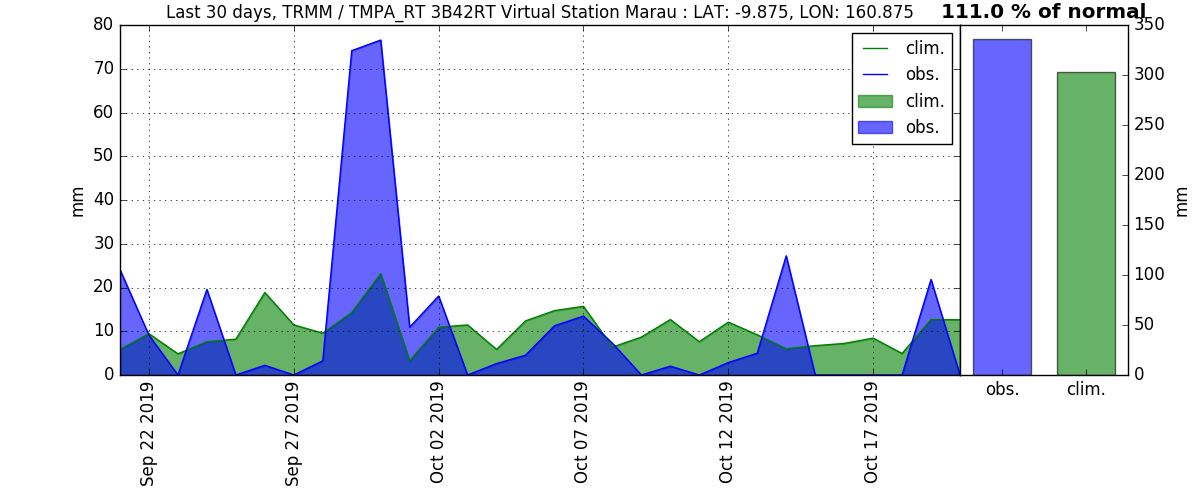 Last 30 days, TRMM / TMPA_RT 3B42RT Virtual Station Marau : LAT: -9.875, LON: 160.875
111.0 % of normal
80
70
60
50
40
30
20
10
0
mm
clim.
obs.
clim.
obs.
Sep 22 2019
Sep 27 2019
Oct 02 2019
Oct 07 2019
Oct 12 2019
Oct 17 2019
350
300
250
200
150
100
50
0
mm
obs.
clim.